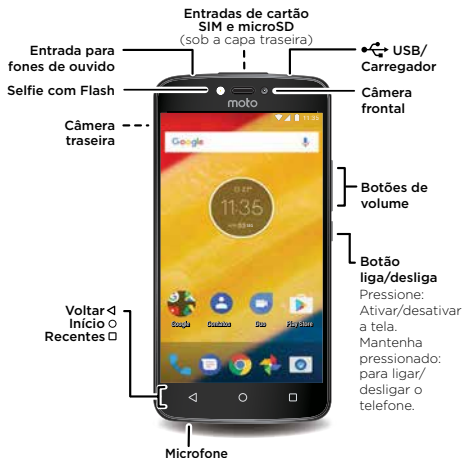 Entradas de cartão
SIM e microSD
(sob a capa traseira)
Entrada para
fones de ouvido
USB/
Carregador
Selfie com Flash
Câmera
frontal
moto
Câmera
traseira
11:35
Google
11:35
Botões de
volume
Botão
liga/desliga
Pressione:
Ativar/desativar
a tela.
Mantenha
pressionado:
para ligar/
desligar o
telefone.
Google Contatos Duo Play Store
Voltar
Início
Recentes
Microfone